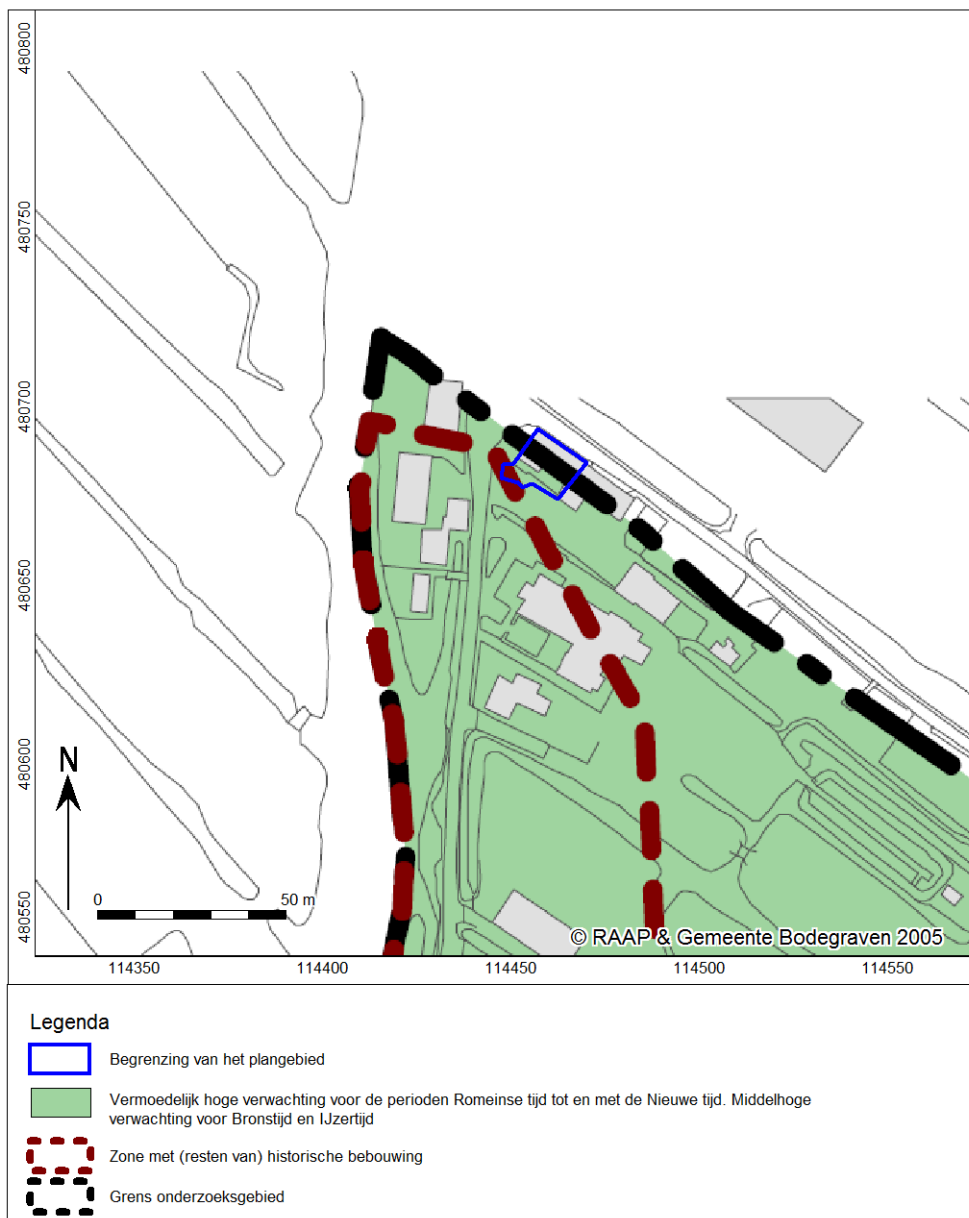 480800
480750
480700
480650
480600
480550
N
0 50 m
© RAAP & Gemeente Bodegraven 2005
114350 114400 114450 114500 114550
Legenda
Begrenzing van het plangebied
Vermoedelijk hoge verwachting voor de perioden Romeinse tijd tot en met de Nieuwe tijd. Middelhoge
verwachting voor Bronstijd en IJzertijd
Zone met (resten van) historische bebouwing
Grens onderzoeksgebied